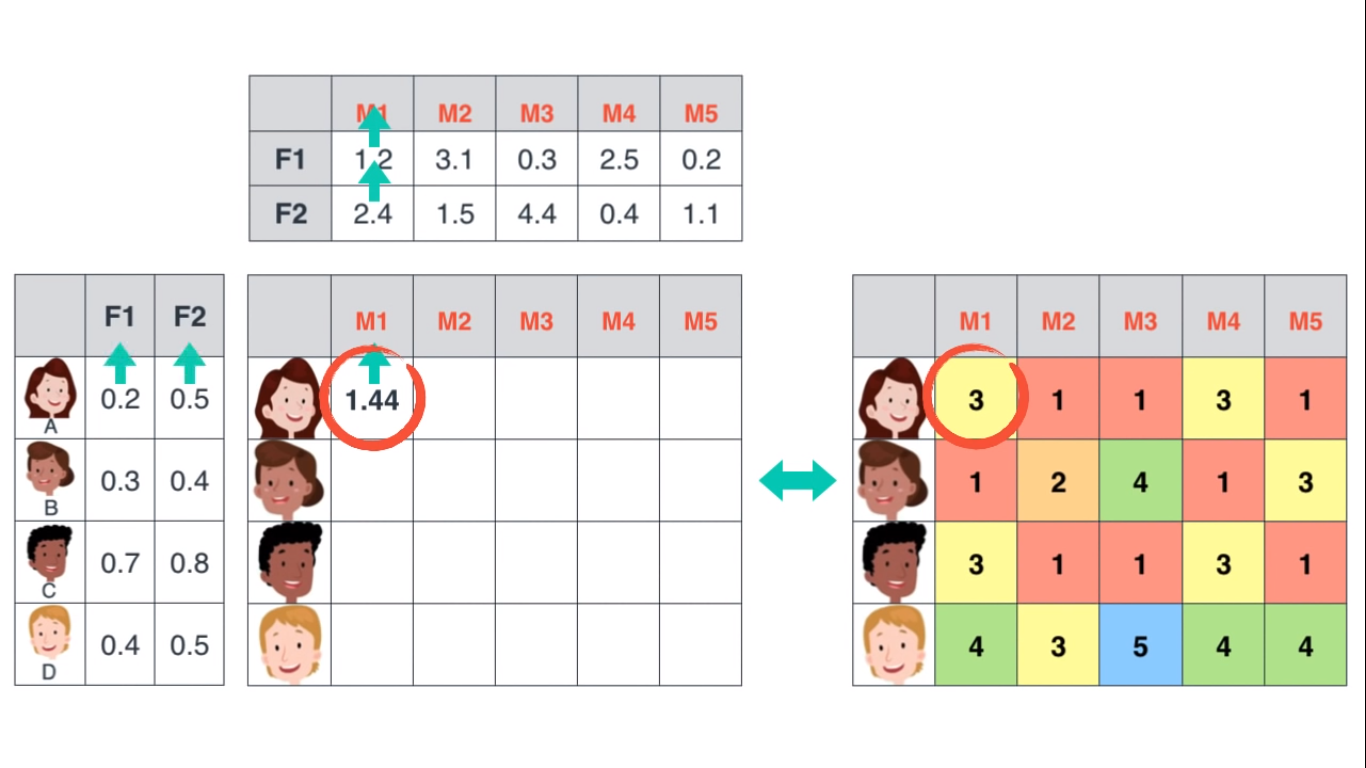 M1 M2 M3 M4 M5
F1 1.2 3.1 0.3 2.5 0.2
F2 2.4 1.5 4.4 0.4 1.1
F1 F2
A 0.2 0.5
B 0.3 0.4
C 0.7 0.8
D 0.4 0.5
M1 M2 M3 M4 M5
1.44
M1 M2 M3 M4 M5
3 1 1 3 1
1 2 4 1 3
3 1 1 3 1
4 3 5 4 4